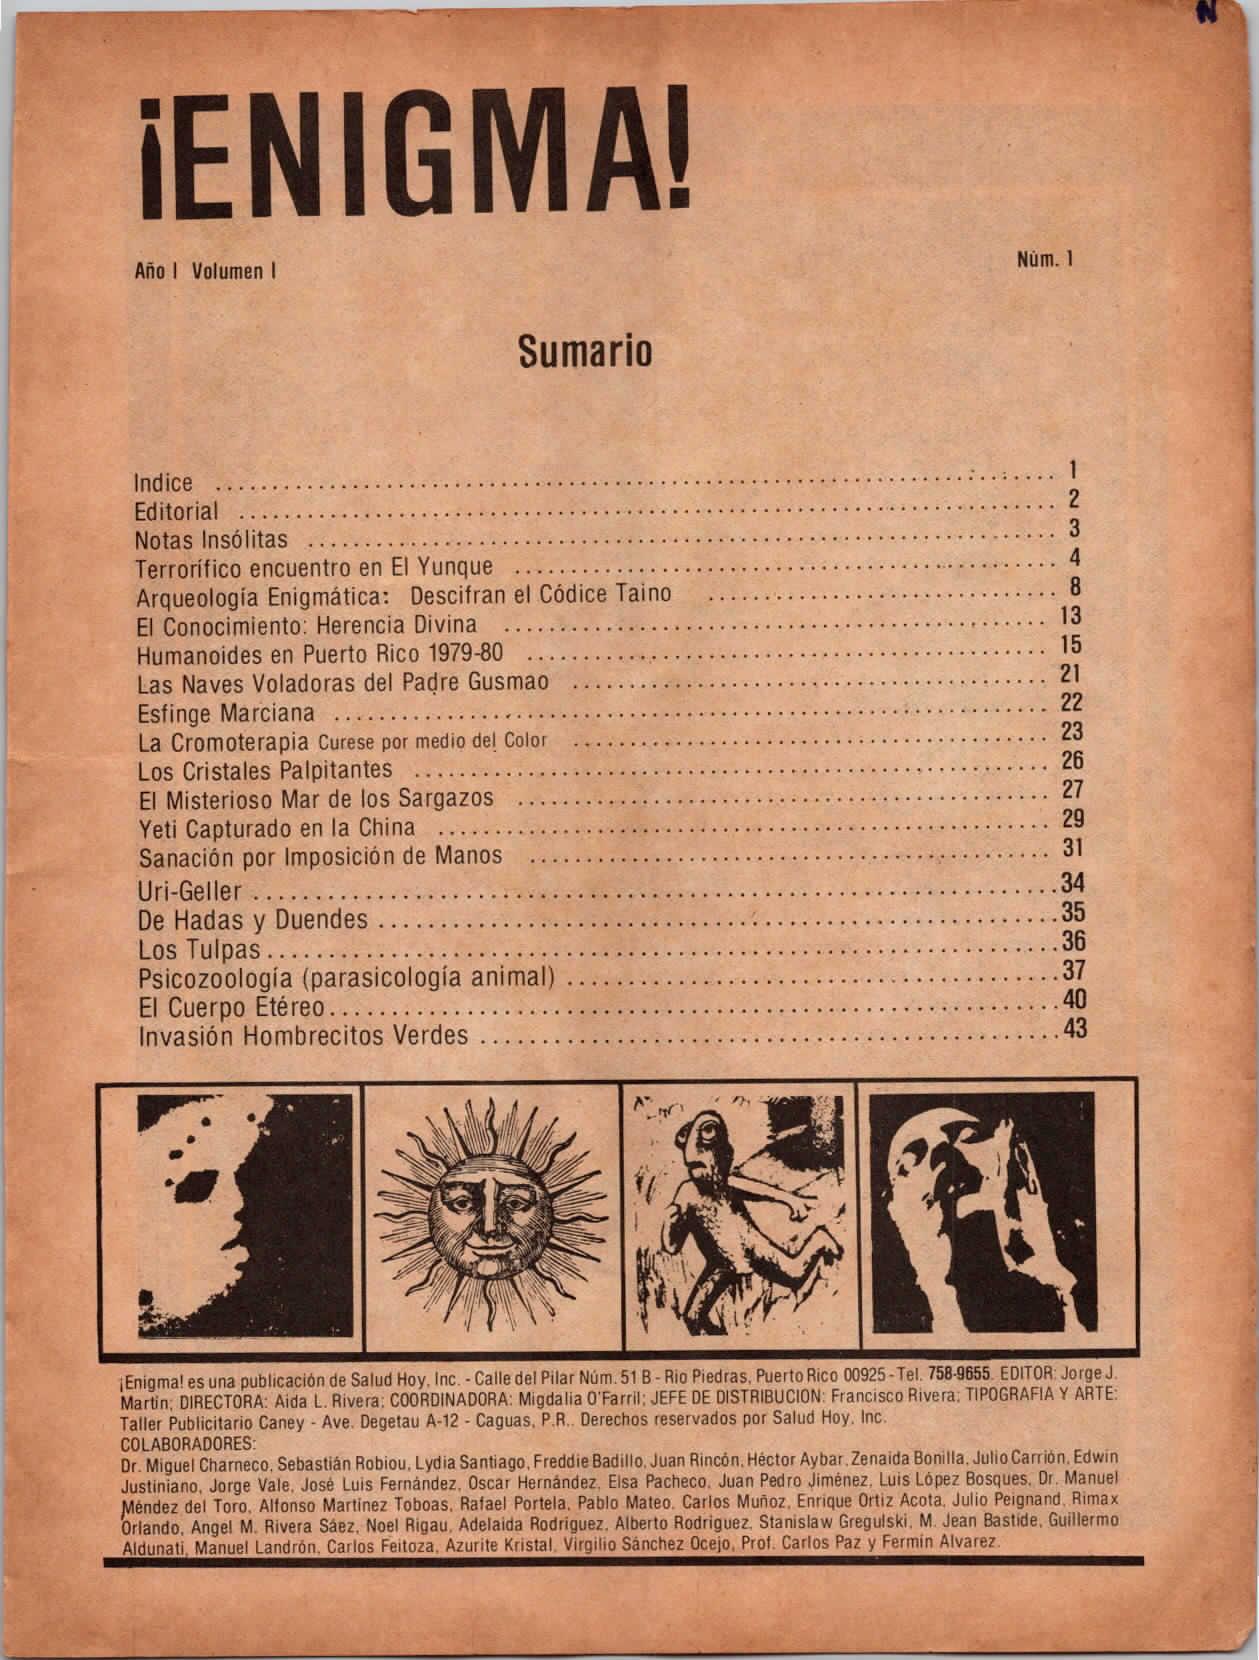 N
¡ENIGMA!
Año I Volumen I
Núm. 1
Sumario
Indice ... 1
Editorial ... 2
Notas Insólitas ... 3
Terrorífico encuentro en El Yunque ... 4
Arqueología Enigmática: Descifran el Códice Taino ... 8
El Conocimiento: Herencia Divina ... 13
Humanoides en Puerto Rico 1979-80 ... 15
Las Naves Voladoras del Padre Gusmao ... 21
Esfinge Marciana ... 22
La Cromoterapia Curese por medio del Color ... 23
Los Cristales Palpitantes ... 26
El Misterioso Mar de los Sargazos ... 27
Yeti Capturado en la China ... 29
Sanación por Imposición de Manos ... 31
Uri-Geller ... 34
De Hadas y Duendes ... 35
Los Tulpas ... 36
Psicozoología (parasicología animal) ... 37
El Cuerpo Etéreo ... 40
Invasión Hombrecitos Verdes ... 43
¡Enigma! es una publicación de Salud Hoy, Inc. - Calle del Pilar Núm. 51 B - Rio Piedras, Puerto Rico 00925 - Tel. 758-9655. EDITOR: Jorge J.
Martin; DIRECTORA: Aida L. Rivera; COORDINADORA: Migdalia O'Farril; JEFE DE DISTRIBUCION: Francisco Rivera; TIPOGRAFIA Y ARTE:
Taller Publicitario Caney - Ave. Degetau A-12 - Caguas, P.R.. Derechos reservados por Salud Hoy, Inc.
COLABORADORES:
Dr. Miguel Charneco, Sebastián Robiou, Lydia Santiago, Freddie Badillo, Juan Rincón, Héctor Aybar, Zenaida Bonilla, Julio Carrión, Edwin
Justiniano, Jorge Vale, José Luis Fernández, Oscar Hernández, Elsa Pacheco, Juan Pedro Jiménez, Luis López Bosques, Dr. Manuel
Méndez del Toro, Alfonso Martínez Toboas, Rafael Portela, Pablo Mateo, Carlos Muñoz, Enrique Ortiz Acota, Julio Peignand, Rimax
Orlando, Angel M. Rivera Sáez, Noel Rigau, Adelaida Rodriguez, Alberto Rodriguez, Stanislaw Gregulski, M. Jean Bastide, Guillermo
Aldunati, Manuel Landrón, Carlos Feitoza, Azurite Kristal, Virgilio Sánchez Ocejo, Prof. Carlos Paz y Fermín Alvarez.